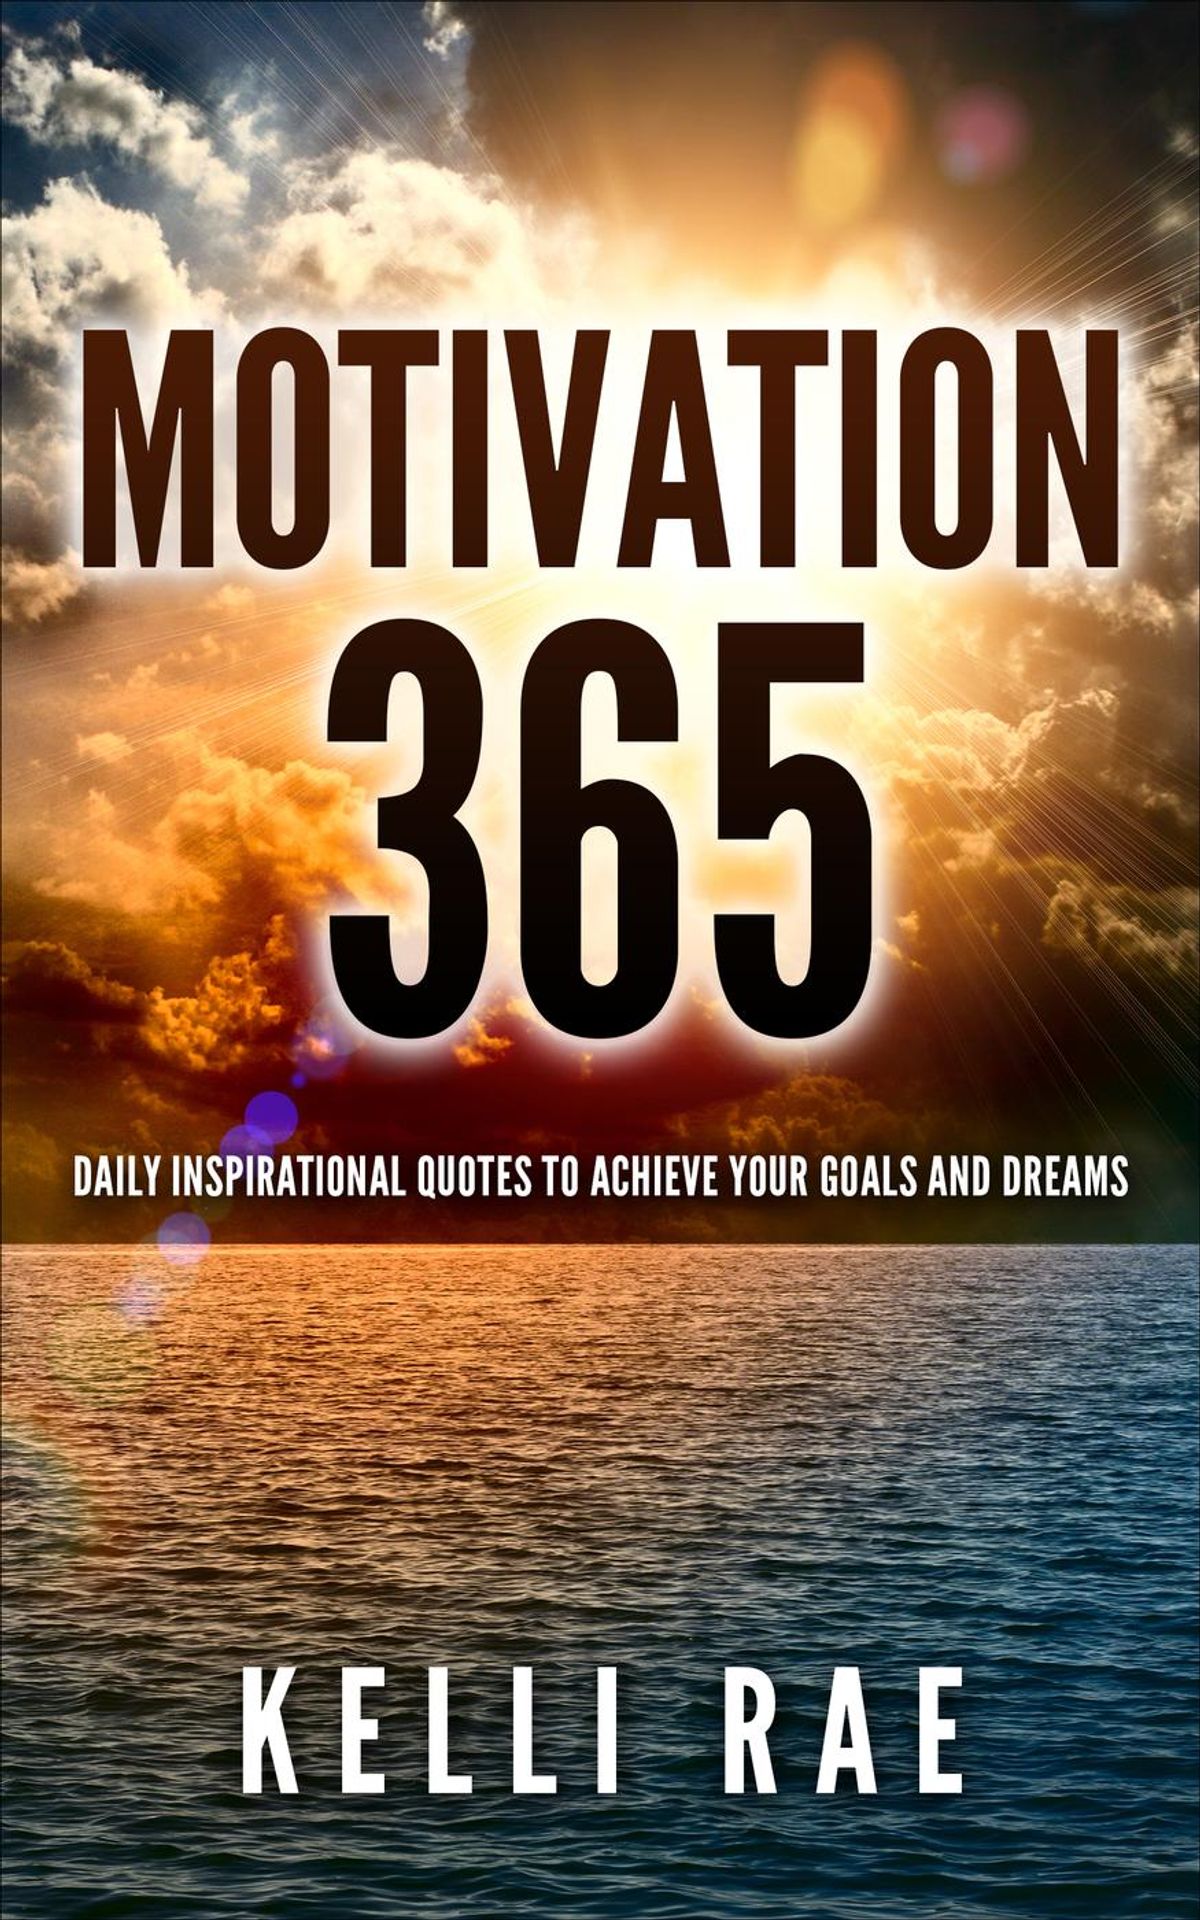 MOTIVATION
365
DAILY INSPIRATIONAL QUOTES TO ACHIEVE YOUR GOALS AND DREAMS
KELLI RAE